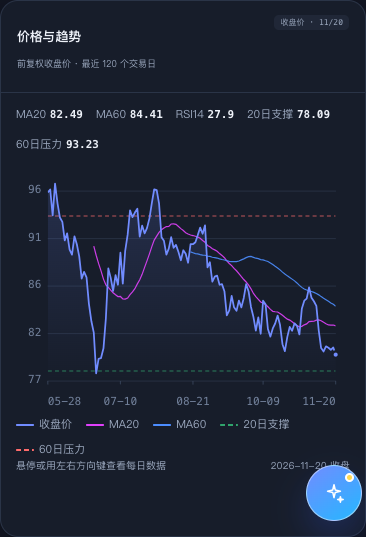 收盘价 · 11/20
价格与趋势
前复权收盘价 · 最近 120 个交易日
MA20 82.49 MA60 84.41 RSI14 27.9 20日支撑 78.09
60日压力 93.23
96
91
86
82
77
05-28 07-10 08-21 10-09 11-20
收盘价 MA20 MA60 20日支撑
60日压力
悬停或用左右方向键查看每日数据 2026-11-20 收盘